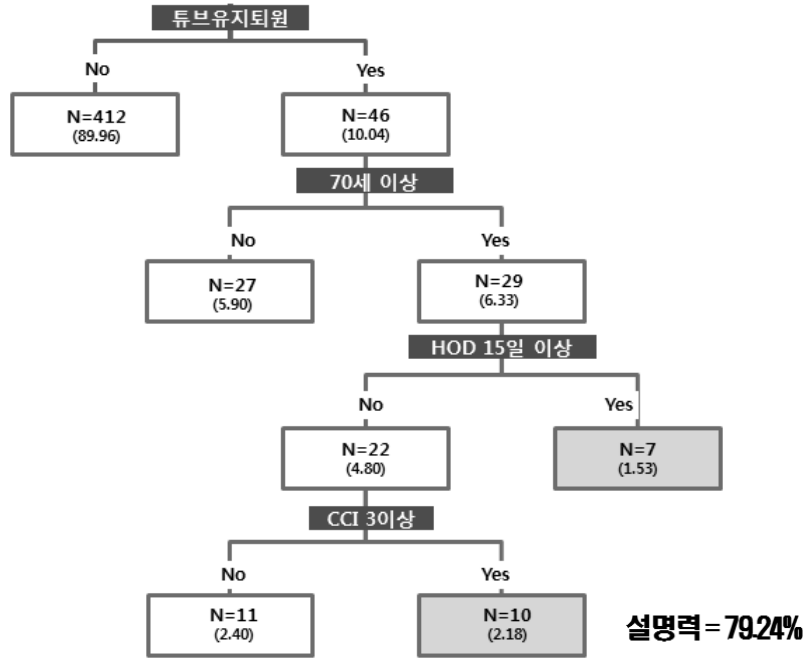 튜브유지퇴원
No
Yes
N=412
(89.96)
N=46
(10.04)
70세 이상
No
Yes
N=27
(5.90)
N=29
(6.33)
HOD 15일 이상
No
Yes
N=22
(4.80)
N=7
(1.53)
CCI 3이상
No
Yes
N=11
(2.40)
N=10
(2.18)
설명력 = 79.24%